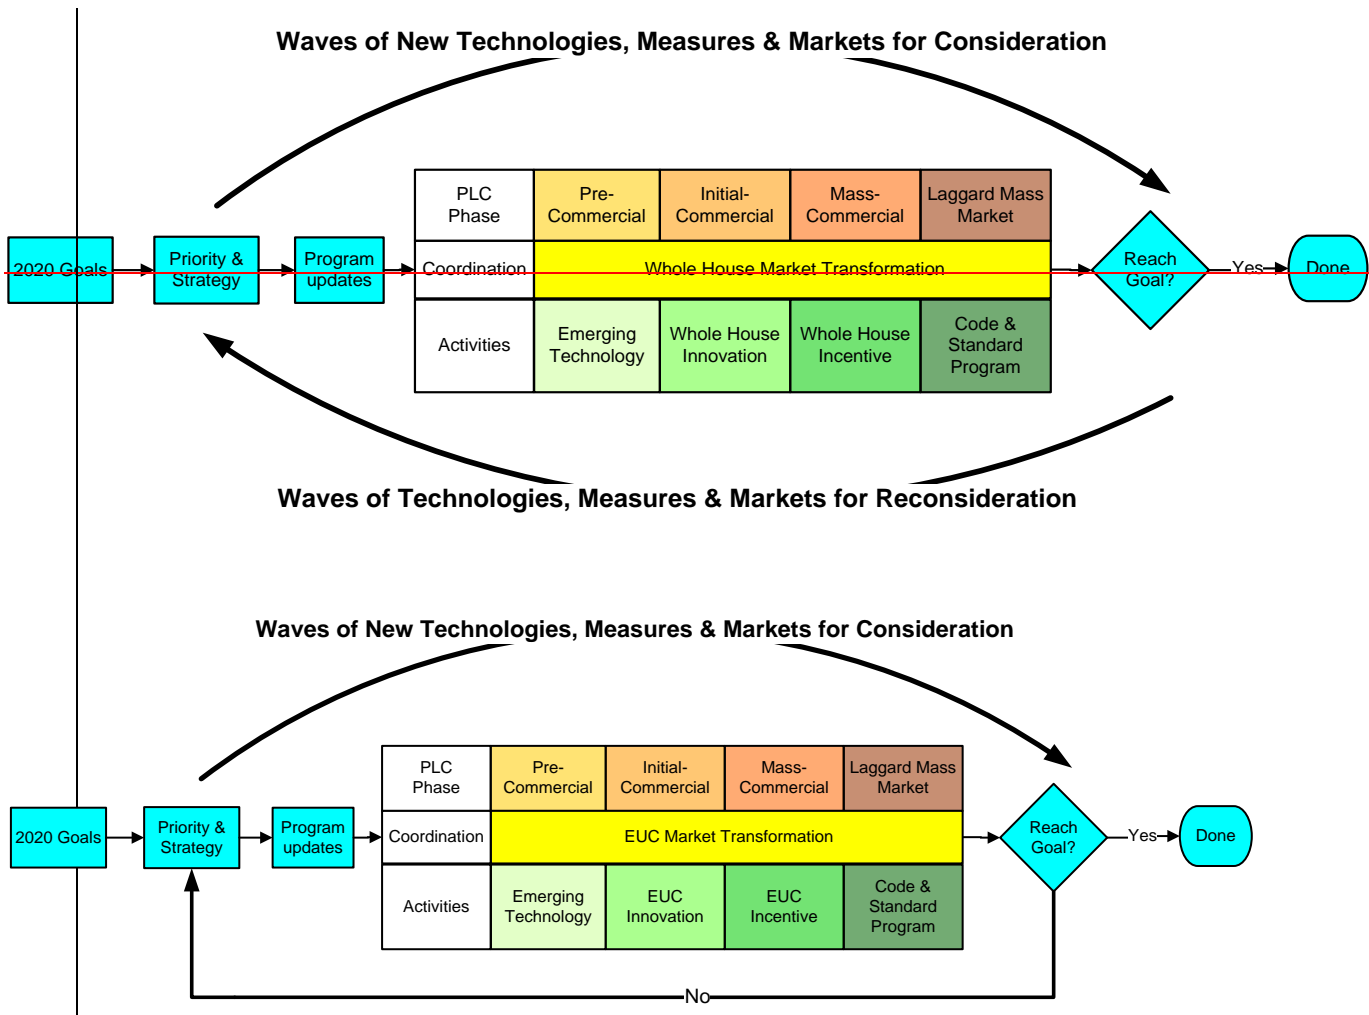 Waves of New Technologies, Measures & Markets for Consideration
PLC
Phase
Pre-
Commercial
Initial-
Commercial
Mass-
Commercial
Laggard Mass
Market
2020 Goals
Priority &
Strategy
Program
updates
Coordination
Whole House Market Transformation
Reach
Goal?
Yes
Done
Activities
Emerging
Technology
Whole House
Innovation
Whole House
Incentive
Code &
Standard
Program
Waves of Technologies, Measures & Markets for Reconsideration
Waves of New Technologies, Measures & Markets for Consideration
PLC
Phase
Pre-
Commercial
Initial-
Commercial
Mass-
Commercial
Laggard Mass
Market
2020 Goals
Priority &
Strategy
Program
updates
Coordination
EUC Market Transformation
Reach
Goal?
Yes
Done
Activities
Emerging
Technology
EUC
Innovation
EUC
Incentive
Code &
Standard
Program
No